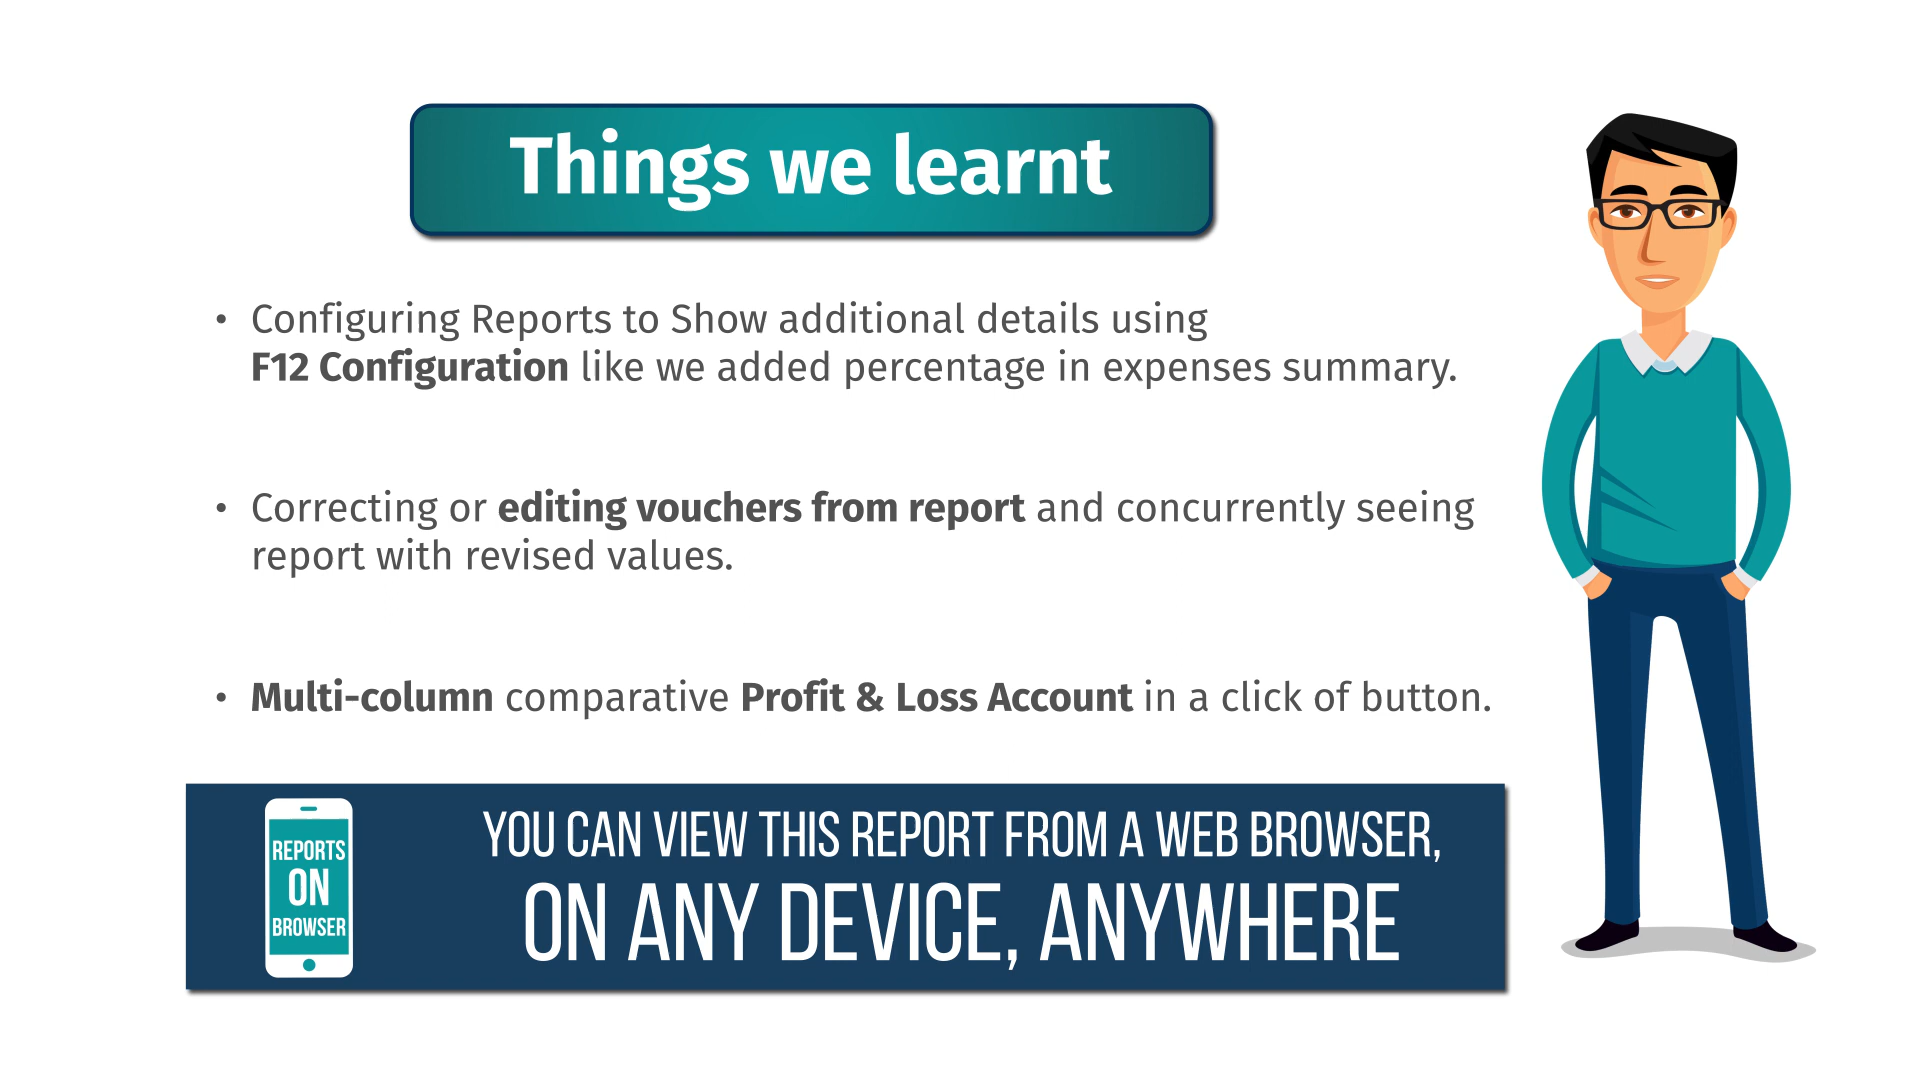 Things we learnt
• Configuring Reports to Show additional details using
F12 Configuration like we added percentage in expenses summary.
• Correcting or editing vouchers from report and concurrently seeing
report with revised values.
• Multi-column comparative Profit & Loss Account in a click of button.
REPORTS
ON
BROWSER
YOU CAN VIEW THIS REPORT FROM A WEB BROWSER,
ON ANY DEVICE, ANYWHERE